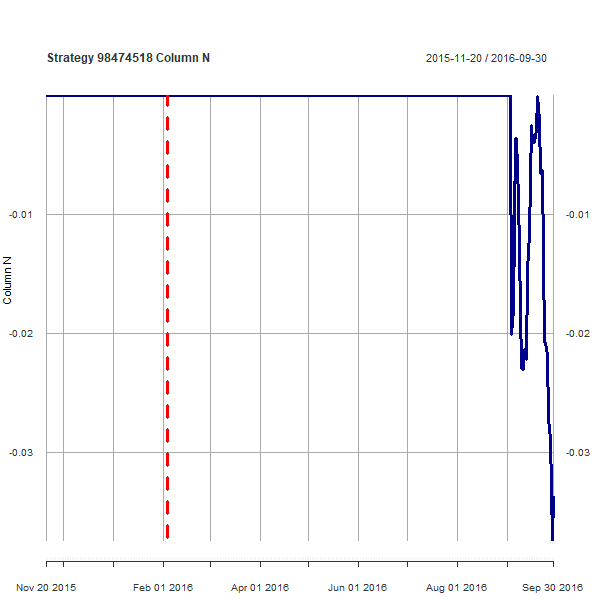 Strategy 98474518 Column N
2015-11-20 / 2016-09-30
-0.01
-0.01
Column N
-0.02
-0.02
-0.03
-0.03
Nov 20 2015
Feb 01 2016
Apr 01 2016
Jun 01 2016
Aug 01 2016
Sep 30 2016